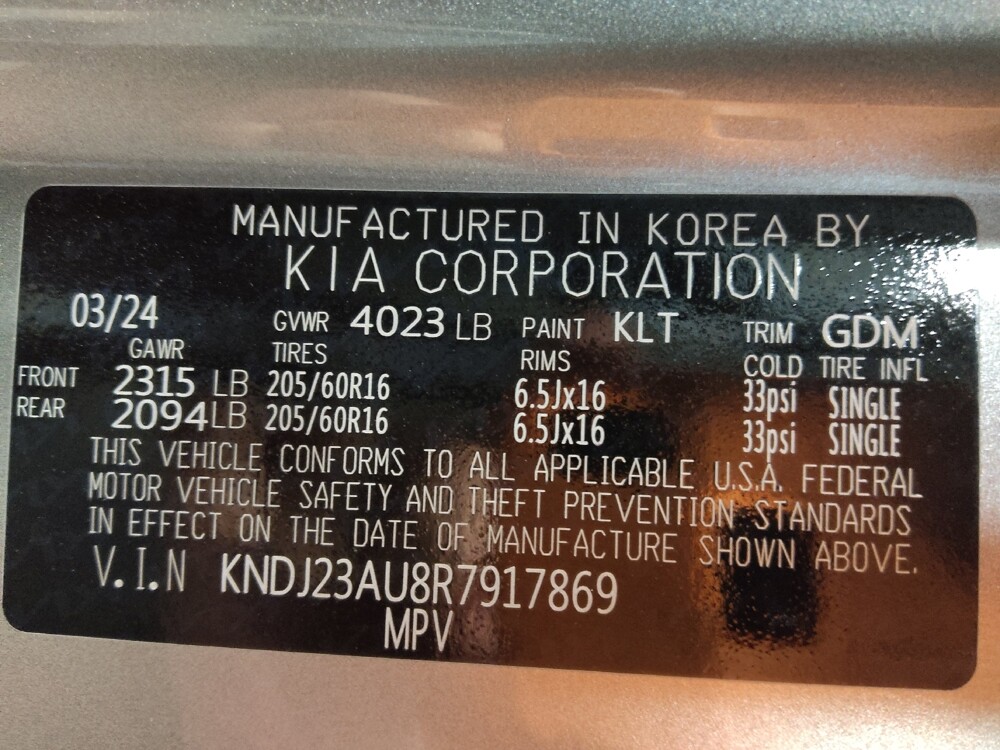 MANUFACTURED IN KOREA BY
KIA CORPORATION
03/24 GVWR 4023 LB PAINT KLT TRIM GDM
GAWR TIRES RIMS COLD TIRE INFL
FRONT 2315 LB 205/60R16 6.5Jx16 33psi SINGLE
REAR 2094 LB 205/60R16 6.5Jx16 33psi SINGLE
THIS VEHICLE CONFORMS TO ALL APPLICABLE U.S.A. FEDERAL
MOTOR VEHICLE SAFETY AND THEFT PREVENTION STANDARDS
IN EFFECT ON THE DATE OF MANUFACTURE SHOWN ABOVE.
V.I.N KNDJ23AU8R7917869
MPV